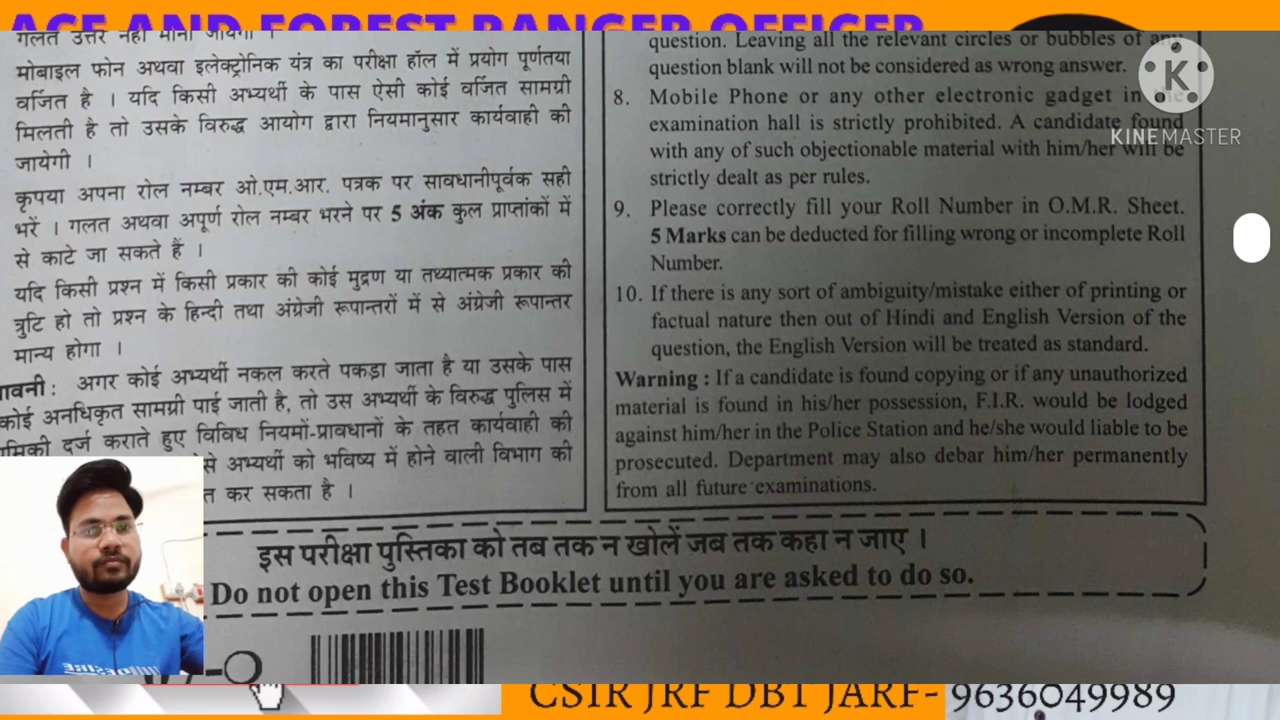 ACF AND FOREST RANGER OFFICER
गलत उत्तर नहीं माना जायेगा ।
मोबाइल फोन अथवा इलेक्ट्रोनिक यंत्र का परीक्षा हॉल में प्रयोग पूर्णतया
वर्जित है । यदि किसी अभ्यर्थी के पास ऐसी कोई वर्जित सामग्री
मिलती है तो उसके विरुद्ध आयोग द्वारा नियमानुसार कार्यवाही की
जायेगी ।
कृपया अपना रोल नम्बर ओ.एम.आर. पत्रक पर सावधानीपूर्वक सही
भरें । गलत अथवा अपूर्ण रोल नम्बर भरने पर 5 अंक कुल प्राप्तांकों में
से काटे जा सकते हैं ।
यदि किसी प्रश्न में किसी प्रकार की कोई मुद्रण या तथ्यात्मक प्रकार की
त्रुटि हो तो प्रश्न के हिन्दी तथा अंग्रेजी रूपान्तरों में से अंग्रेजी रूपान्तर
मान्य होगा ।
ावनी : अगर कोई अभ्यर्थी नकल करते पकड़ा जाता है या उसके पास
कोई अनधिकृत सामग्री पाई जाती है, तो उस अभ्यर्थी के विरुद्ध पुलिस में
मिकी दर्ज कराते हुए विविध नियमों-प्रावधानों के तहत कार्यवाही की
से अभ्यर्थी को भविष्य में होने वाली विभाग की
त कर सकता है ।
question. Leaving all the relevant circles or bubbles of any
question blank will not be considered as wrong answer.
8. Mobile Phone or any other electronic gadget in the
examination hall is strictly prohibited. A candidate found
with any of such objectionable material with him/her will be
strictly dealt as per rules.
9. Please correctly fill your Roll Number in O.M.R. Sheet.
5 Marks can be deducted for filling wrong or incomplete Roll
Number.
10. If there is any sort of ambiguity/mistake either of printing or
factual nature then out of Hindi and English Version of the
question, the English Version will be treated as standard.
Warning : If a candidate is found copying or if any unauthorized
material is found in his/her possession, F.I.R. would be lodged
against him/her in the Police Station and he/she would liable to be
prosecuted. Department may also debar him/her permanently
from all future examinations.
K
KINEMASTER
इस परीक्षा पुस्तिका को तब तक न खोलें जब तक कहा न जाए ।
Do not open this Test Booklet until you are asked to do so.
CSIR JRF DBT JARF- 9636049989